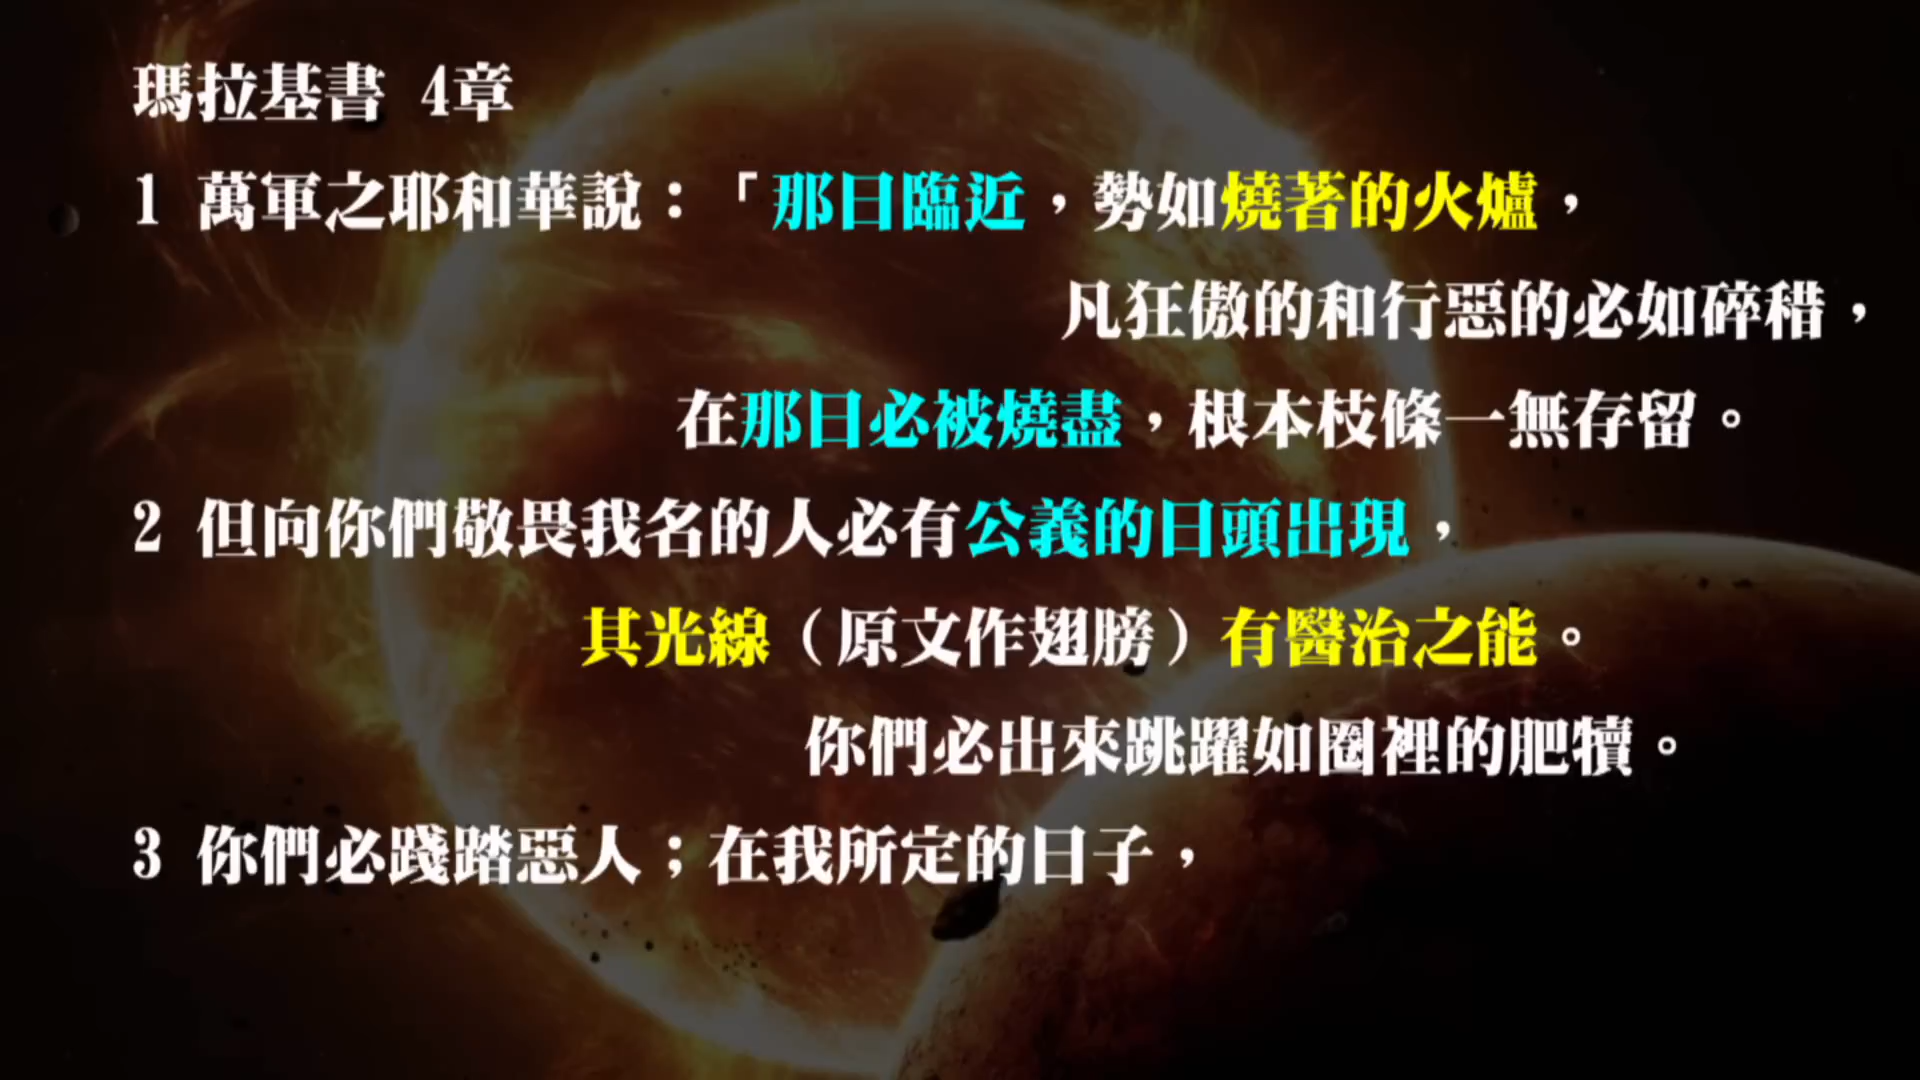 瑪拉基書 4章
1 萬軍之耶和華說：「那日臨近，勢如燒著的火爐，
凡狂傲的和行惡的必如碎稭，
在那日必被燒盡，根本枝條一無存留。
2 但向你們敬畏我名的人必有公義的日頭出現，
其光線（原文作翅膀）有醫治之能。
你們必出來跳躍如圈裡的肥犢。
3 你們必踐踏惡人；在我所定的日子，